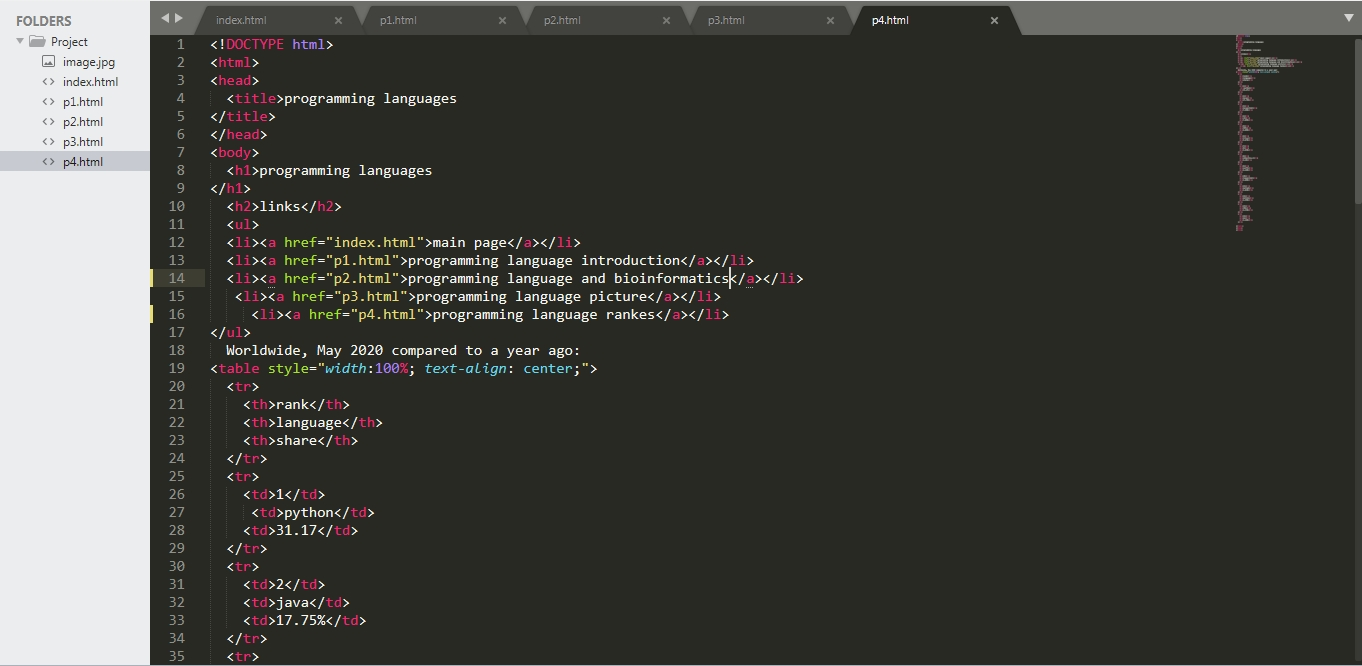 FOLDERS
Project
image.jpg
index.html
p1.html
p2.html
p3.html
p4.html
index.html × p1.html × p2.html × p3.html × p4.html ×
1 <!DOCTYPE html>
2 <html>
3 <head>
4 <title>programming languages
5 </title>
6 </head>
7 <body>
8 <h1>programming languages
9 </h1>
10 <h2>links</h2>
11 <ul>
12 <li><a href="index.html">main page</a></li>
13 <li><a href="p1.html">programming language introduction</a></li>
14 <li><a href="p2.html">programming language and bioinformatics</a></li>
15 <li><a href="p3.html">programming language picture</a></li>
16 <li><a href="p4.html">programming language rankes</a></li>
17 </ul>
18 Worldwide, May 2020 compared to a year ago:
19 <table style="width:100%; text-align: center;">
20 <tr>
21 <th>rank</th>
22 <th>language</th>
23 <th>share</th>
24 </tr>
25 <tr>
26 <td>1</td>
27 <td>python</td>
28 <td>31.17</td>
29 </tr>
30 <tr>
31 <td>2</td>
32 <td>java</td>
33 <td>17.75%</td>
34 </tr>
35 <tr>